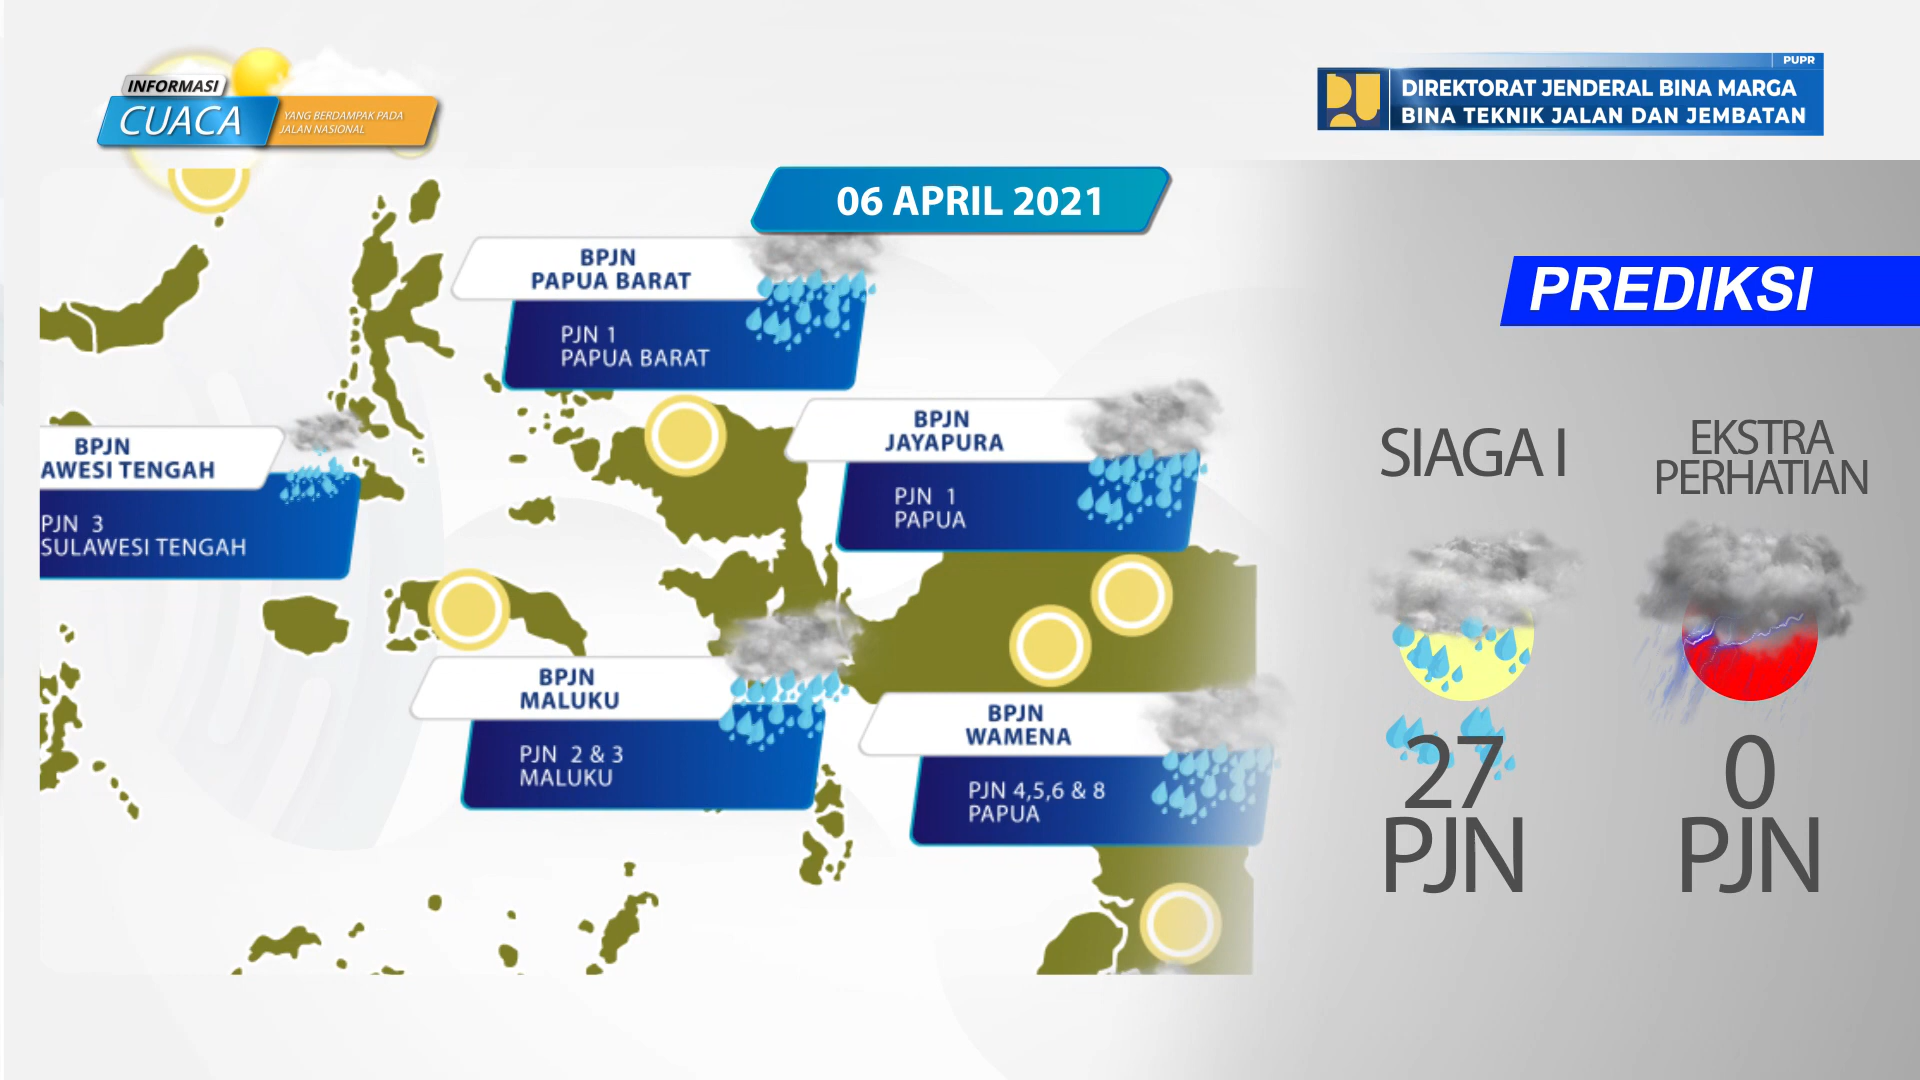 INFORMASI
CUACA
YANG BERDAMPAK PADA
JALAN NASIONAL
PUPR
DIREKTORAT JENDERAL BINA MARGA
BINA TEKNIK JALAN DAN JEMBATAN
06 APRIL 2021
BPJN
PAPUA BARAT
PJN 1
PAPUA BARAT
BPJN
JAYAPURA
PJN 1
PAPUA
BPJN
AWESI TENGAH
PJN 3
SULAWESI TENGAH
BPJN
MALUKU
PJN 2 & 3
MALUKU
BPJN
WAMENA
PJN 4,5,6 & 8
PAPUA
PREDIKSI
SIAGA I
27
PJN
EKSTRA
PERHATIAN
0
PJN